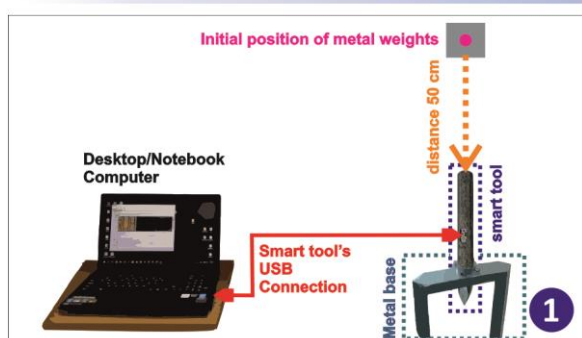 Initial position of metal weights
distance 50 cm
Desktop/Notebook
Computer
smart tool
Smart tool's
USB
Connection
Metal base
1